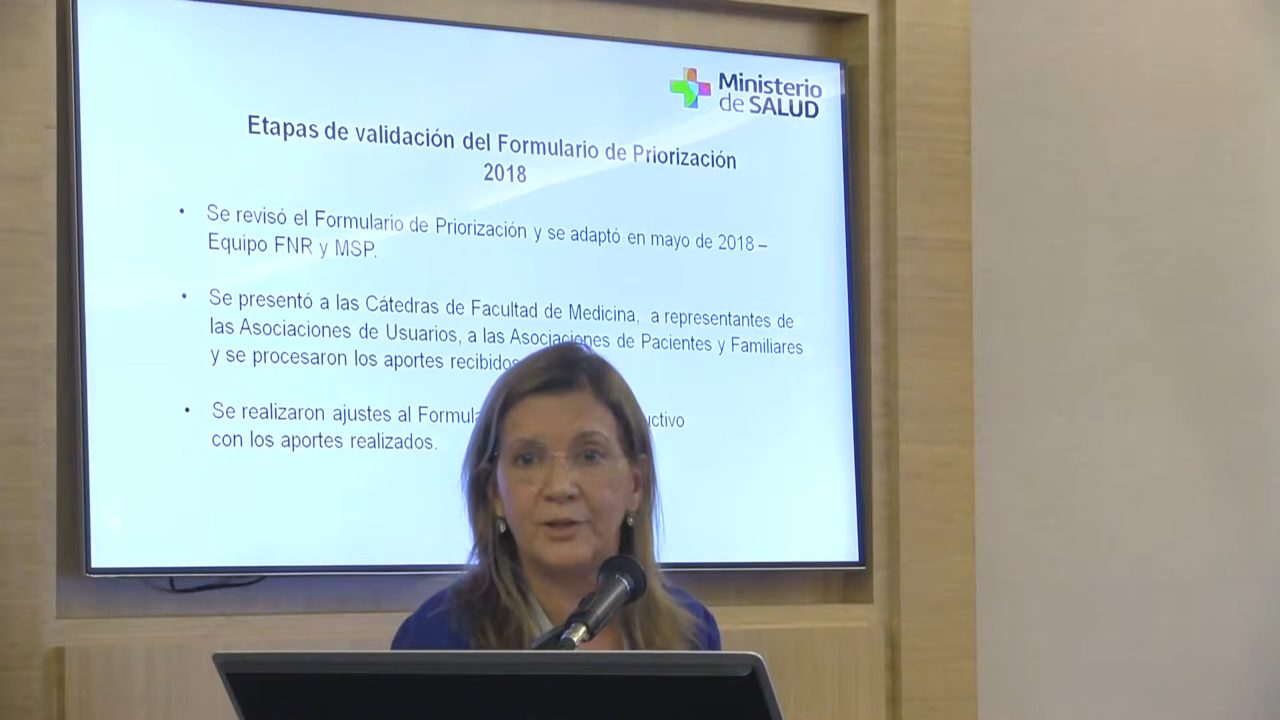 Ministerio
de SALUD
Etapas de validación del Formulario de Priorización
2018
• Se revisó el Formulario de Priorización y se adaptó en mayo de 2018 –
Equipo FNR y MSP.
• Se presentó a las Cátedras de Facultad de Medicina, a representantes de
las Asociaciones de Usuarios, a las Asociaciones de Pacientes y Familiares
y se procesaron los aportes recibidos
• Se realizaron ajustes al
con los aportes realizados.